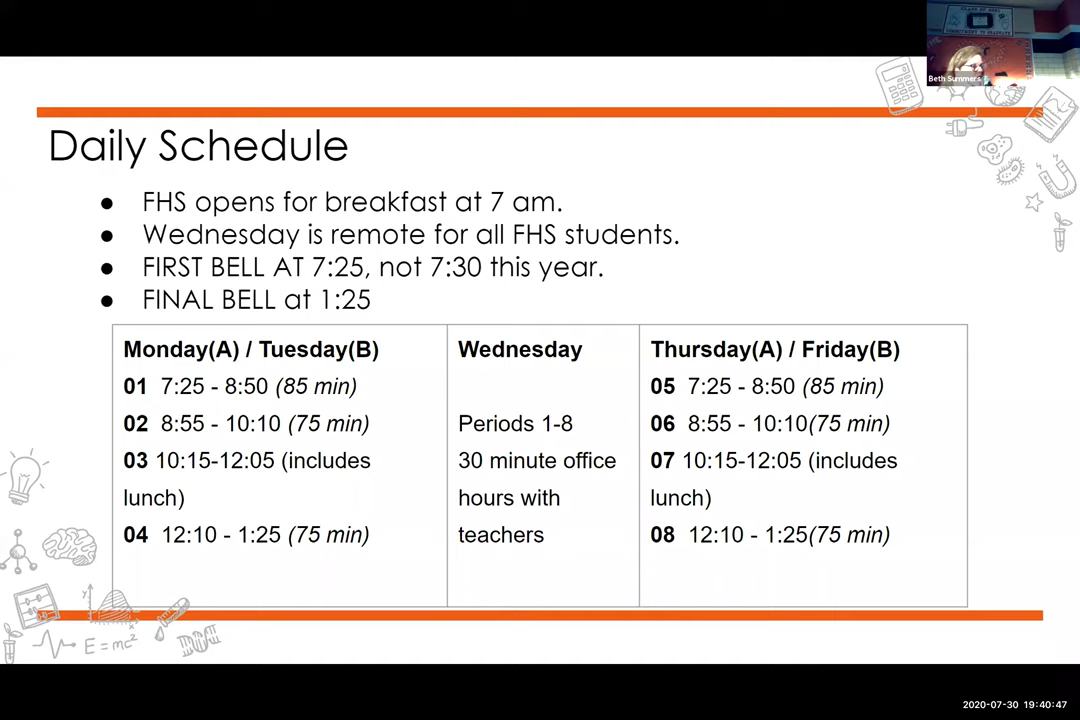 CLASS OF
COMMITMENT TO GRADUATE
Beth Summers
Daily Schedule
● FHS opens for breakfast at 7 am.
● Wednesday is remote for all FHS students.
● FIRST BELL AT 7:25, not 7:30 this year.
● FINAL BELL at 1:25
Monday(A) / Tuesday(B)
01 7:25 - 8:50 (85 min)
02 8:55 - 10:10 (75 min)
03 10:15-12:05 (includes
lunch)
04 12:10 - 1:25 (75 min)
Wednesday
Periods 1-8
30 minute office
hours with
teachers
Thursday(A) / Friday(B)
05 7:25 - 8:50 (85 min)
06 8:55 - 10:10(75 min)
07 10:15-12:05 (includes
lunch)
08 12:10 - 1:25(75 min)
y
x
E=mc²
2020-07-30 19:40:47